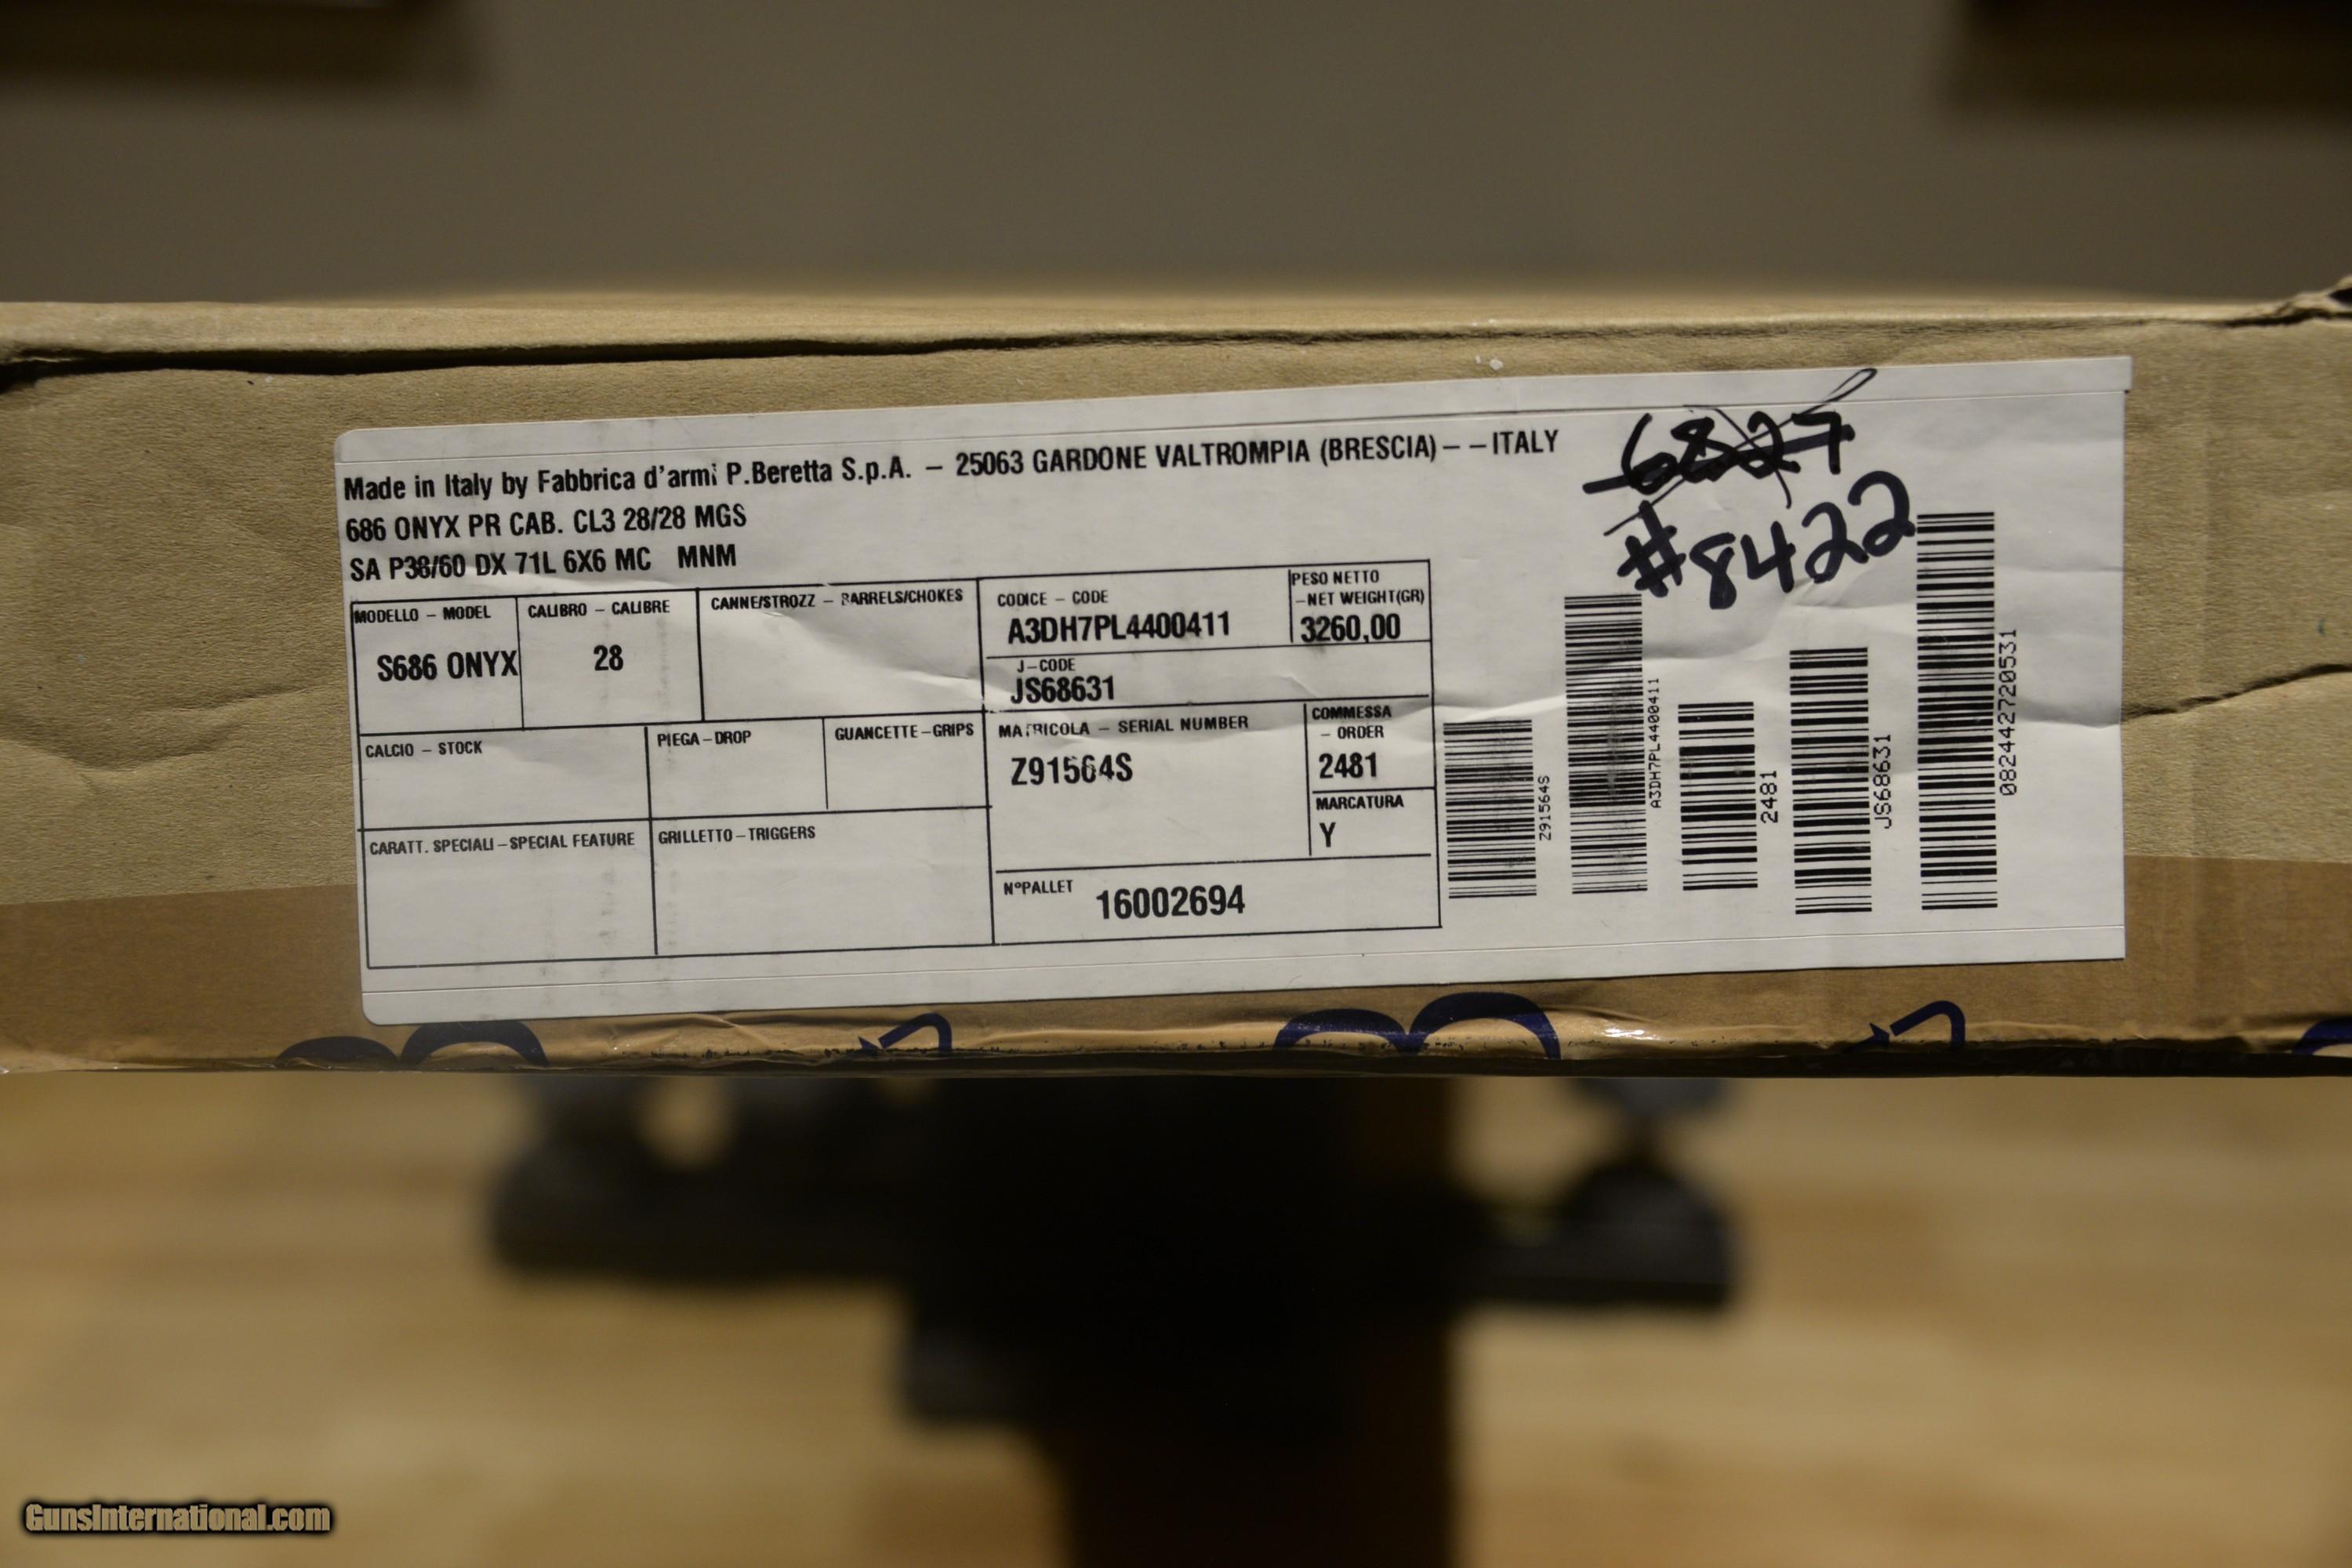 Made in Italy by Fabbrica d'armi P.Beretta S.p.A. – 25063 GARDONE VALTROMPIA (BRESCIA) – – ITALY
686 ONYX PR CAB. CL3 28/28 MGS
SA P38/60 DX 71L 6X6 MC MNM
6827
#8422
MODELLO – MODEL
S686 ONYX
CALIBRO – CALIBRE
28
CANNE/STROZZ – BARRELS/CHOKES
CODICE – CODE
A3DH7PL4400411
PESO NETTO
–NET WEIGHT(GR)
3260,00
J–CODE
JS68631
CALCIO – STOCK
PIEGA–DROP
GUANCETTE–GRIPS
MATRICOLA – SERIAL NUMBER
Z91564S
COMMESSA
– ORDER
2481
MARCATURA
Y
CARATT. SPECIALI–SPECIAL FEATURE
GRILLETTO–TRIGGERS
N°PALLET
16002694
Z91564S
A3DH7PL4400411
2481
JS68631
082442720531
GunsInternational.com